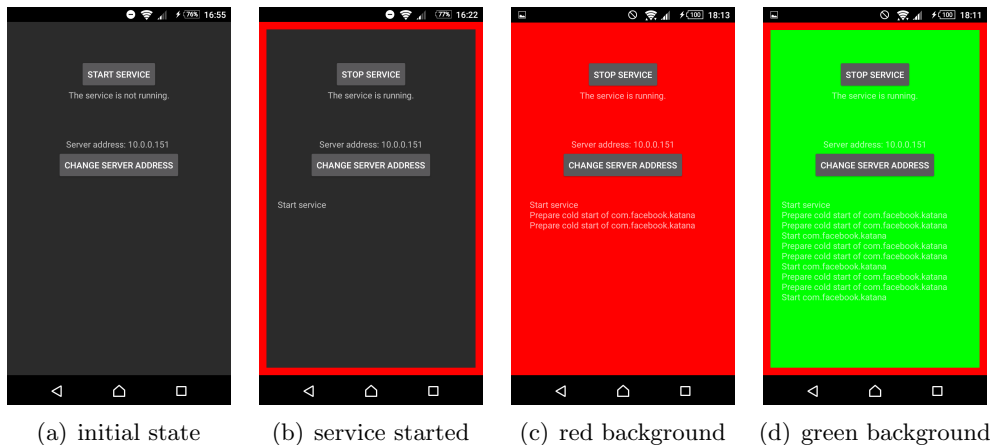 76% 16:55
START SERVICE
The service is not running.
Server address: 10.0.0.151
CHANGE SERVER ADDRESS
(a) initial state
77% 16:22
STOP SERVICE
The service is running.
Server address: 10.0.0.151
CHANGE SERVER ADDRESS
Start service
(b) service started
100 18:13
STOP SERVICE
The service is running.
Server address: 10.0.0.151
CHANGE SERVER ADDRESS
Start service
Prepare cold start of com.facebook.katana
Prepare cold start of com.facebook.katana
(c) red background
100 18:11
STOP SERVICE
The service is running.
Server address: 10.0.0.151
CHANGE SERVER ADDRESS
Start service
Prepare cold start of com.facebook.katana
Prepare cold start of com.facebook.katana
Start com.facebook.katana
Prepare cold start of com.facebook.katana
Prepare cold start of com.facebook.katana
Start com.facebook.katana
Prepare cold start of com.facebook.katana
Prepare cold start of com.facebook.katana
Start com.facebook.katana
(d) green background